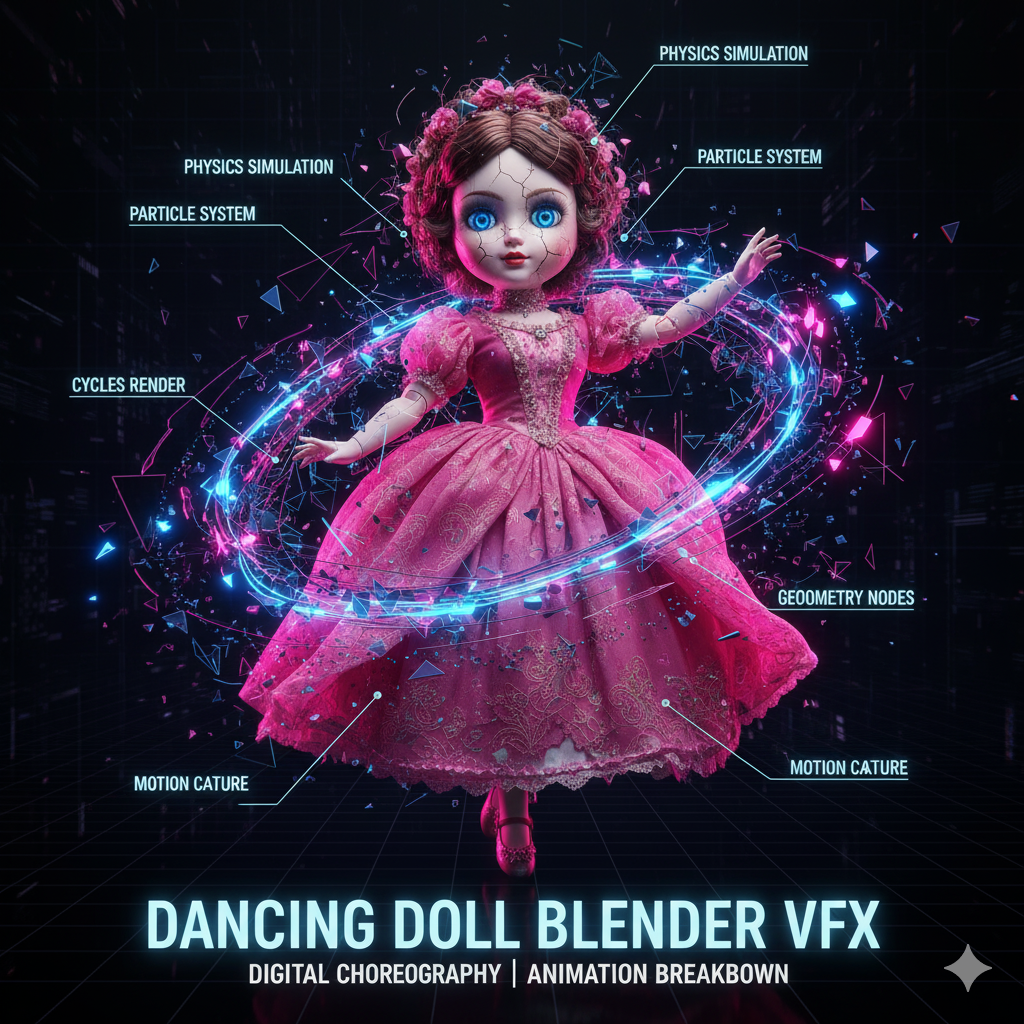 PHYSICS SIMULATION
PARTICLE SYSTEM
PHYSICS SIMULATION
PARTICLE SYSTEM
CYCLES RENDER
GEOOMETRY NODES
MOTION CATURE
MOTION CATURE
DANCING DOLL BLENDER VFX
DIGITAL CHOREOGRAPHY | ANIMATION BREAKBOWN